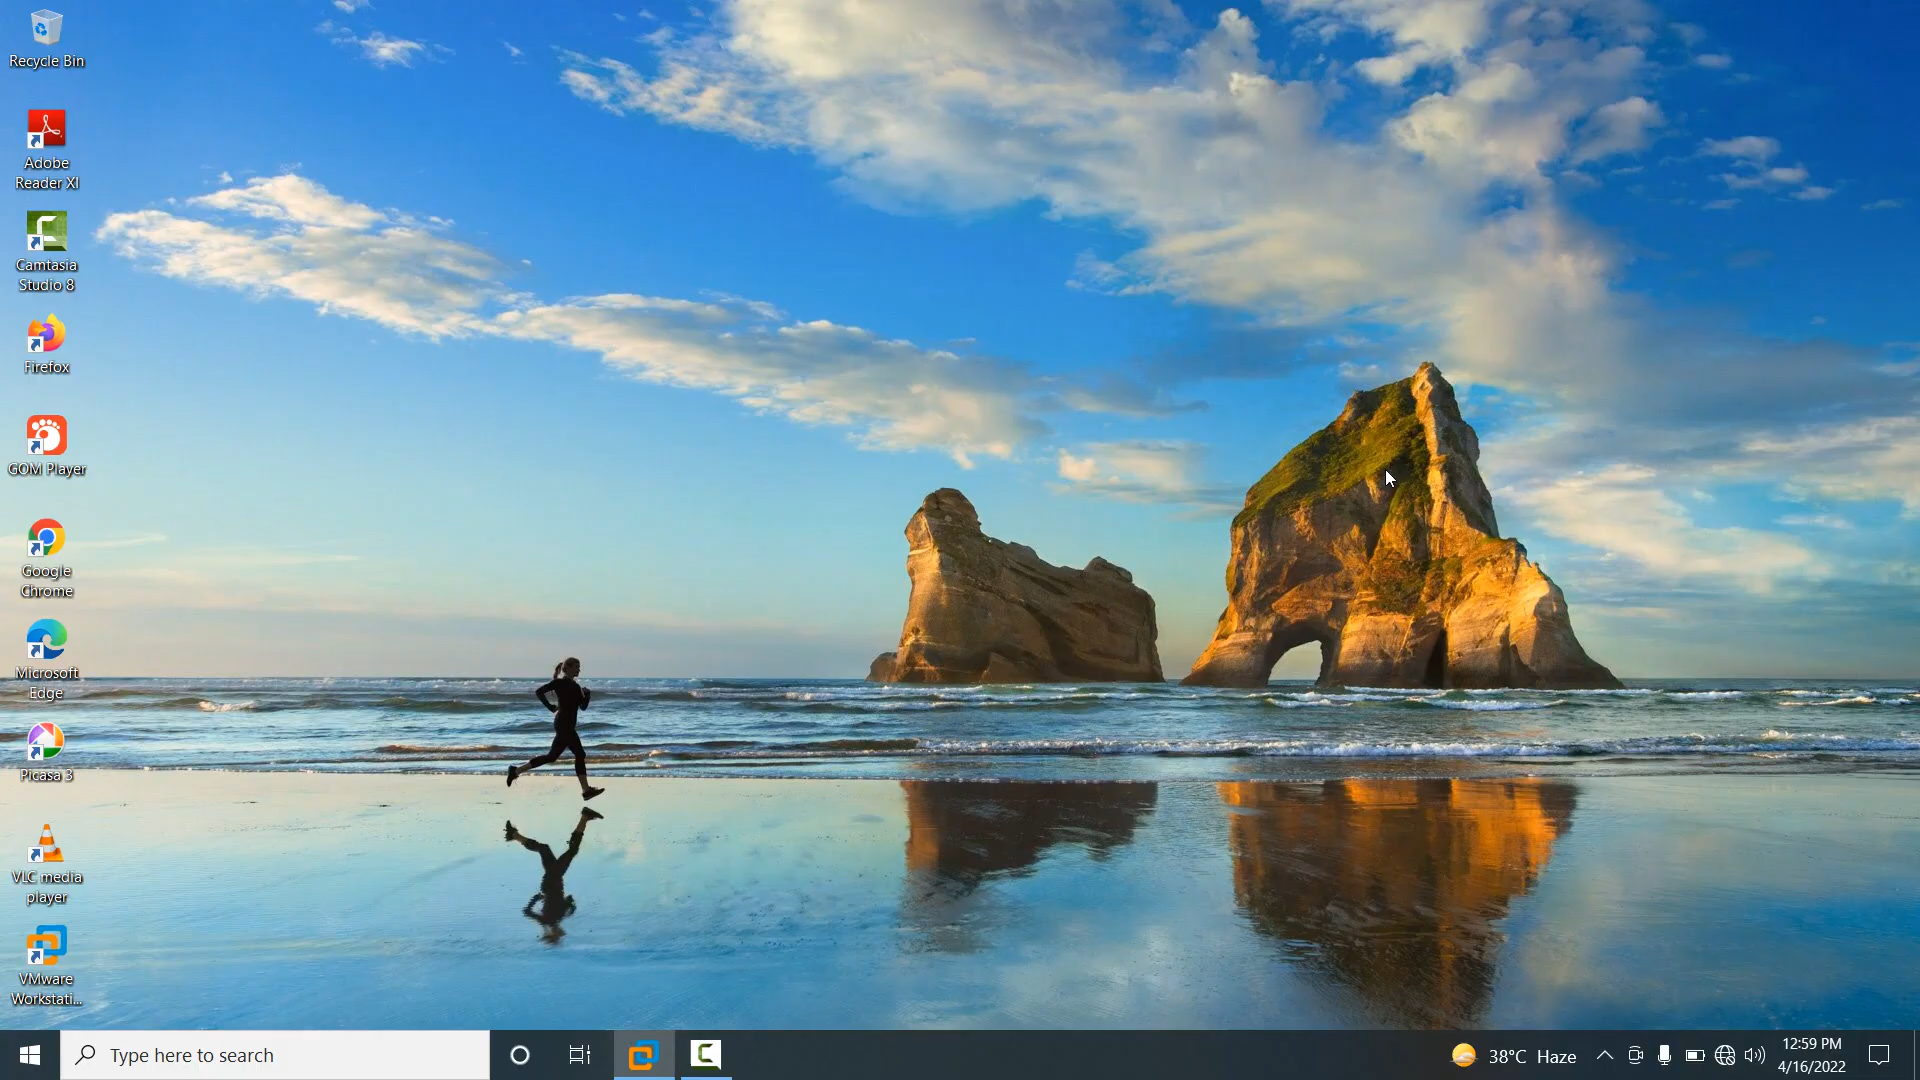 Recycle Bin
Adobe
Reader XI
Camtasia
Studio 8
Firefox
GOM Player
Google
Chrome
Microsoft
Edge
Picasa 3
VLC media
player
VMware
Workstati...
Type here to search
38°C Haze
12:59 PM
4/16/2022